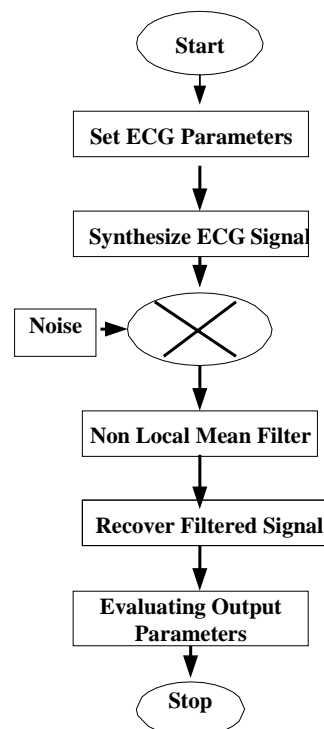 Start
Set ECG Parameters
Synthesize ECG Signal
Noise
Non Local Mean Filter
Recover Filtered Signal
Evaluating Output
Parameters
Stop